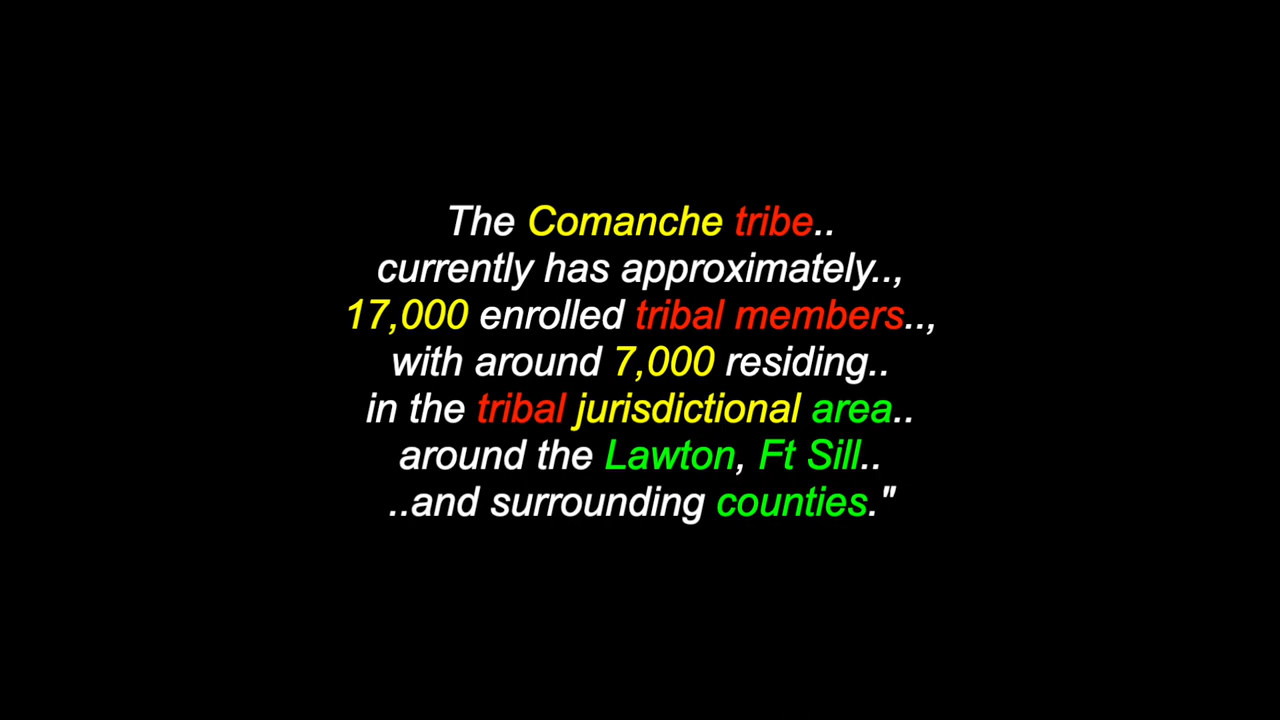 The Comanche tribe..
currently has approximately..,
17,000 enrolled tribal members..,
with around 7,000 residing..
in the tribal jurisdictional area..
around the Lawton, Ft Sill..
..and surrounding counties."